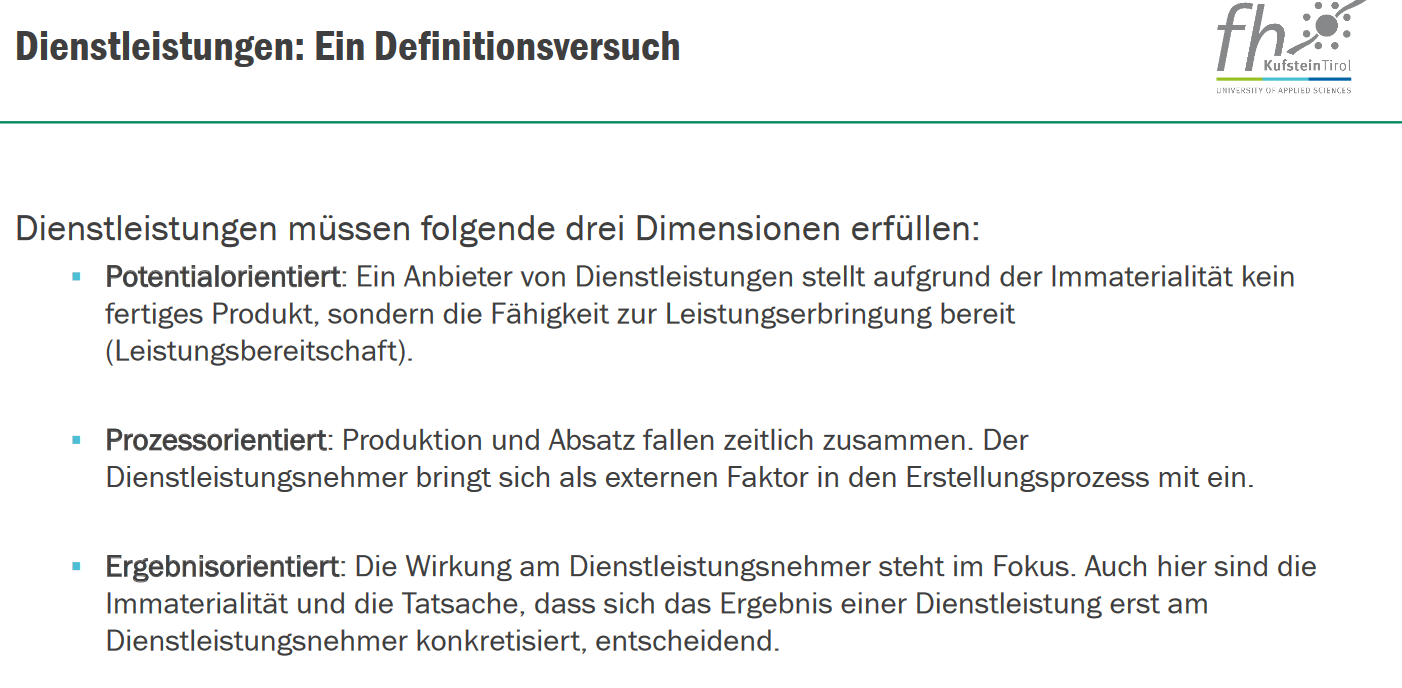 Dienstleistungen: Ein Definitionsversuch
fh
KufsteinTirol
UNIVERSITY OF APPLIED SCIENCES
Dienstleistungen müssen folgende drei Dimensionen erfüllen:
▪ Potentialorientiert: Ein Anbieter von Dienstleistungen stellt aufgrund der Immaterialität kein
fertiges Produkt, sondern die Fähigkeit zur Leistungserbringung bereit
(Leistungsbereitschaft).
▪ Prozessorientiert: Produktion und Absatz fallen zeitlich zusammen. Der
Dienstleistungsnehmer bringt sich als externen Faktor in den Erstellungsprozess mit ein.
▪ Ergebnisorientiert: Die Wirkung am Dienstleistungsnehmer steht im Fokus. Auch hier sind die
Immaterialität und die Tatsache, dass sich das Ergebnis einer Dienstleistung erst am
Dienstleistungsnehmer konkretisiert, entscheidend.